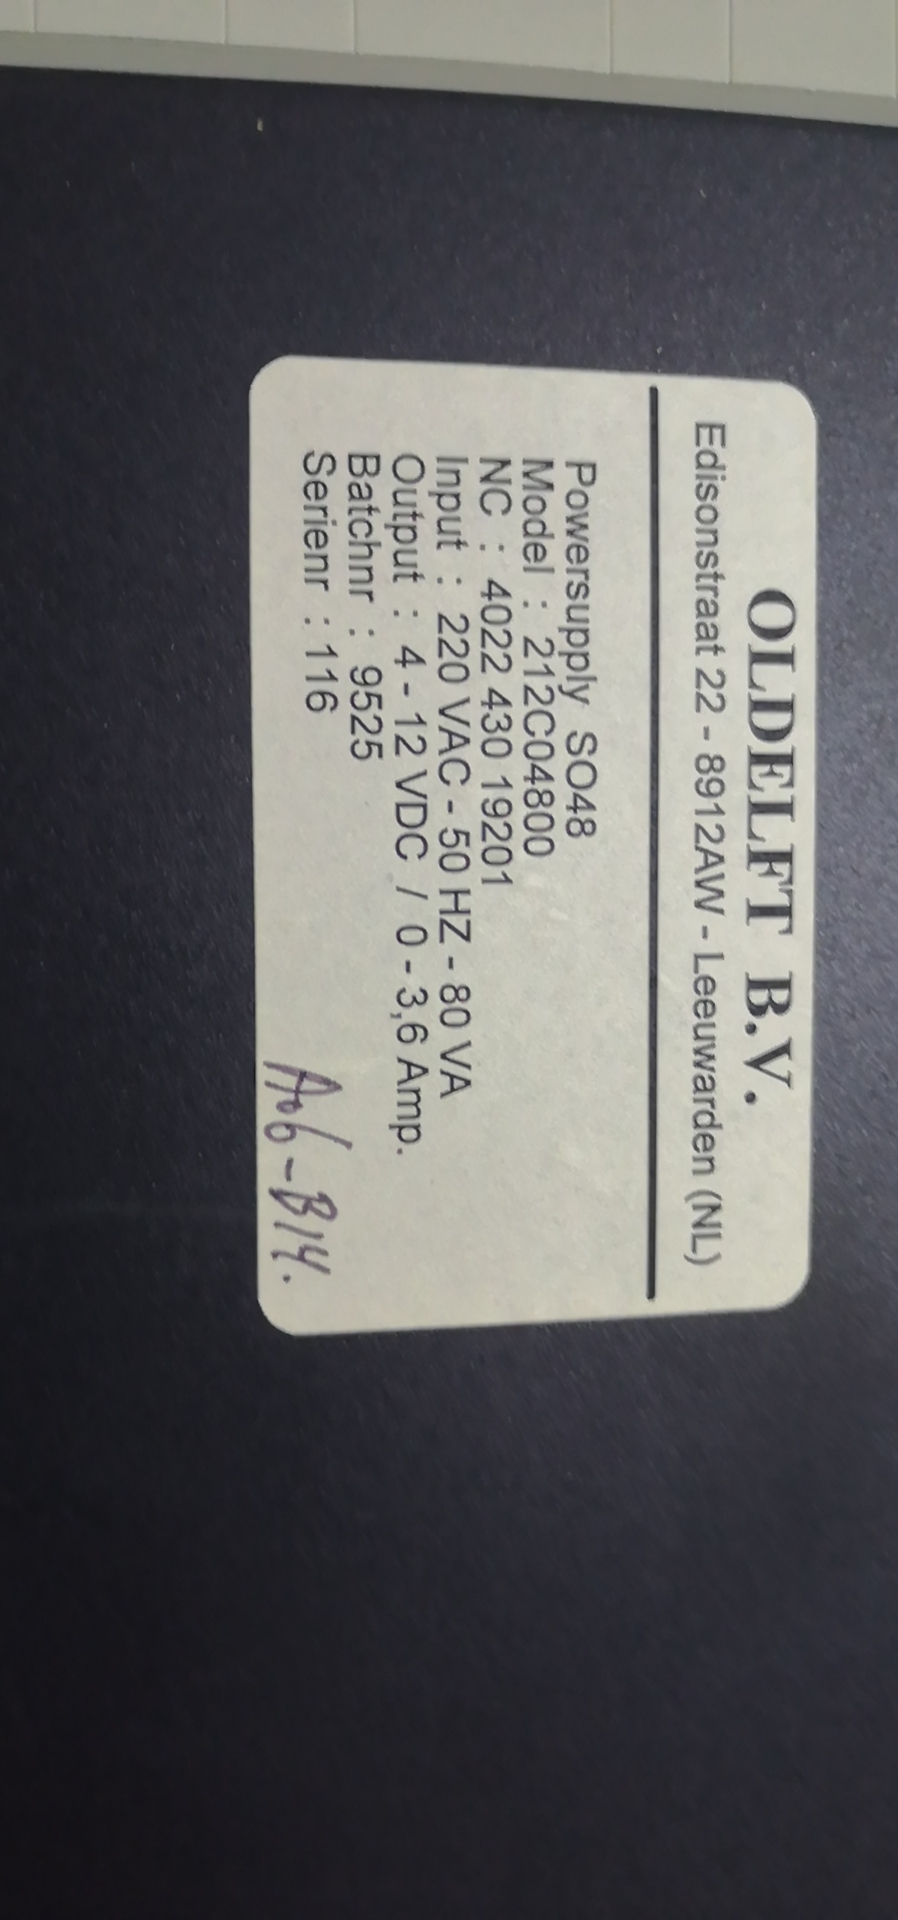 OLDELFT B.V.
Edisonstraat 22 - 8912AW - Leeuwarden (NL)
Powersupply SO48
Model : 212C04800
NC : 4022 430 19201
Input : 220 VAC - 50 HZ - 80 VA
Output : 4 - 12 VDC / 0 - 3,6 Amp.
Batchnr : 9525
Serienr : 116
-B14.